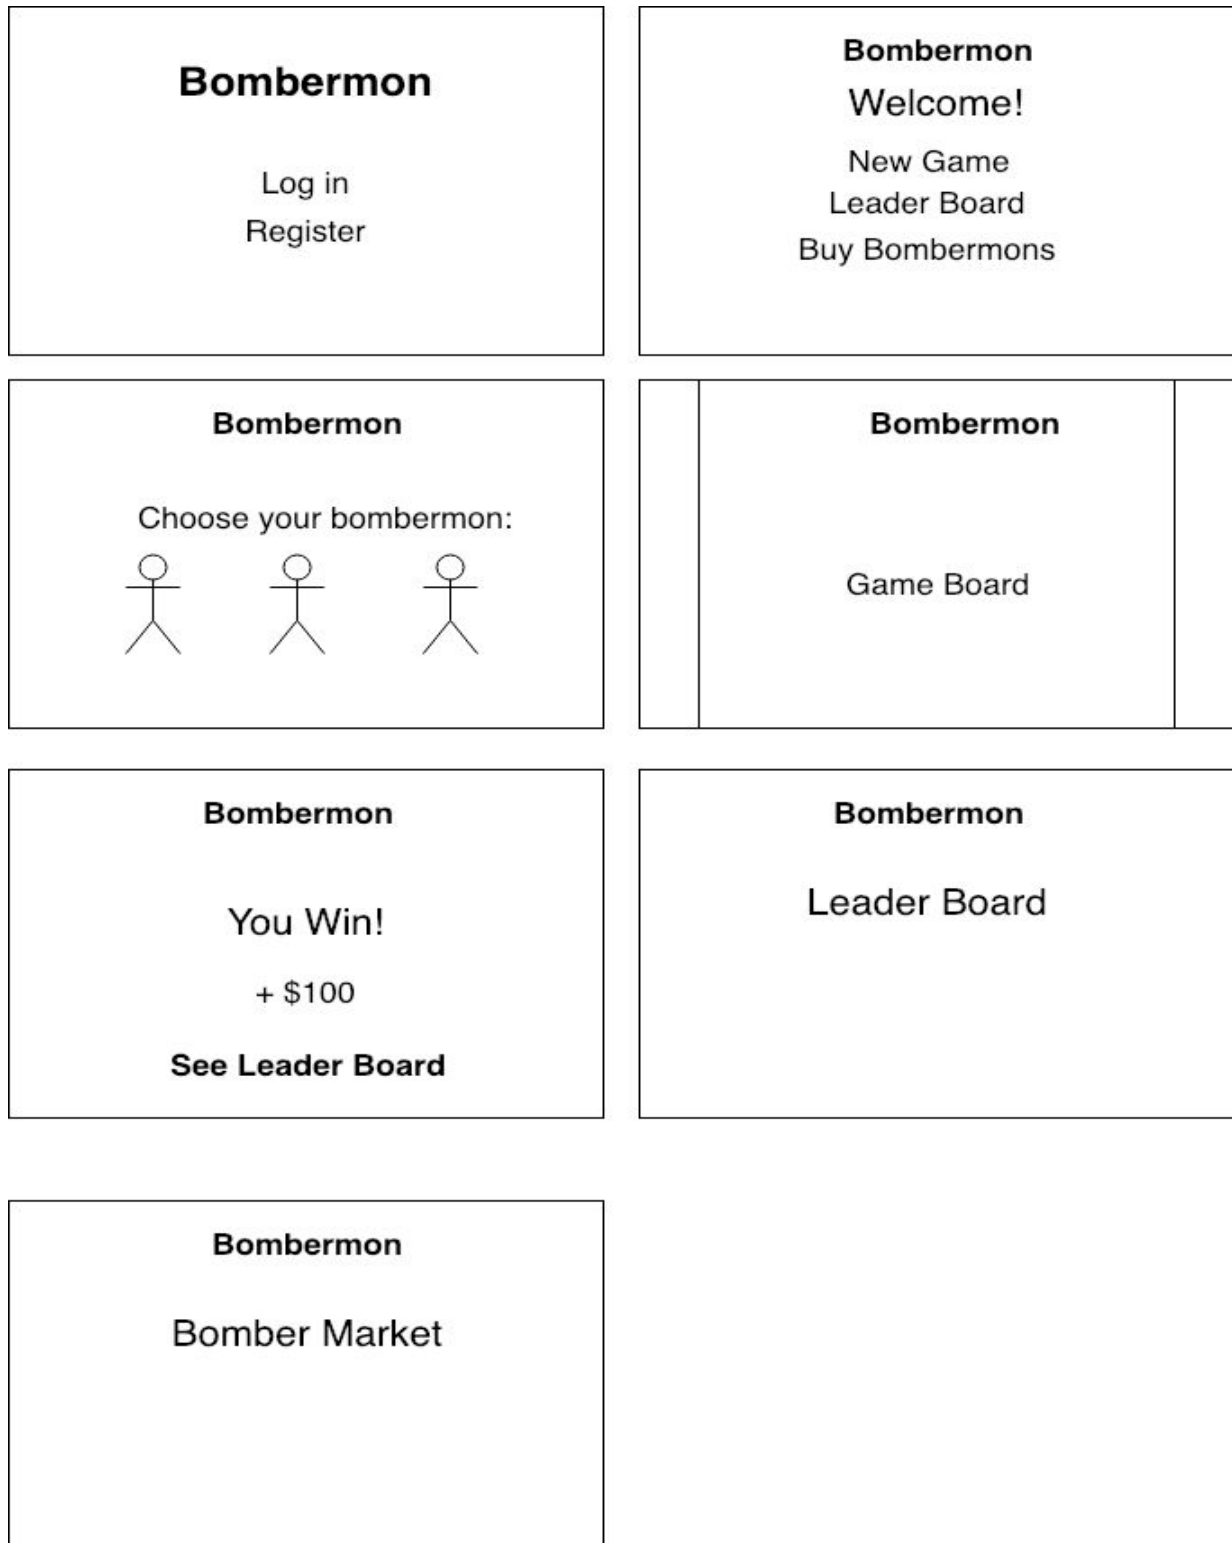 Bombermon
Log in
Register
Bombermon
Welcome!
New Game
Leader Board
Buy Bombermons
Bombermon
Choose your bombermon:
Bombermon
Game Board
Bombermon
You Win!
+ $100
See Leader Board
Bombermon
Leader Board
Bombermon
Bomber Market